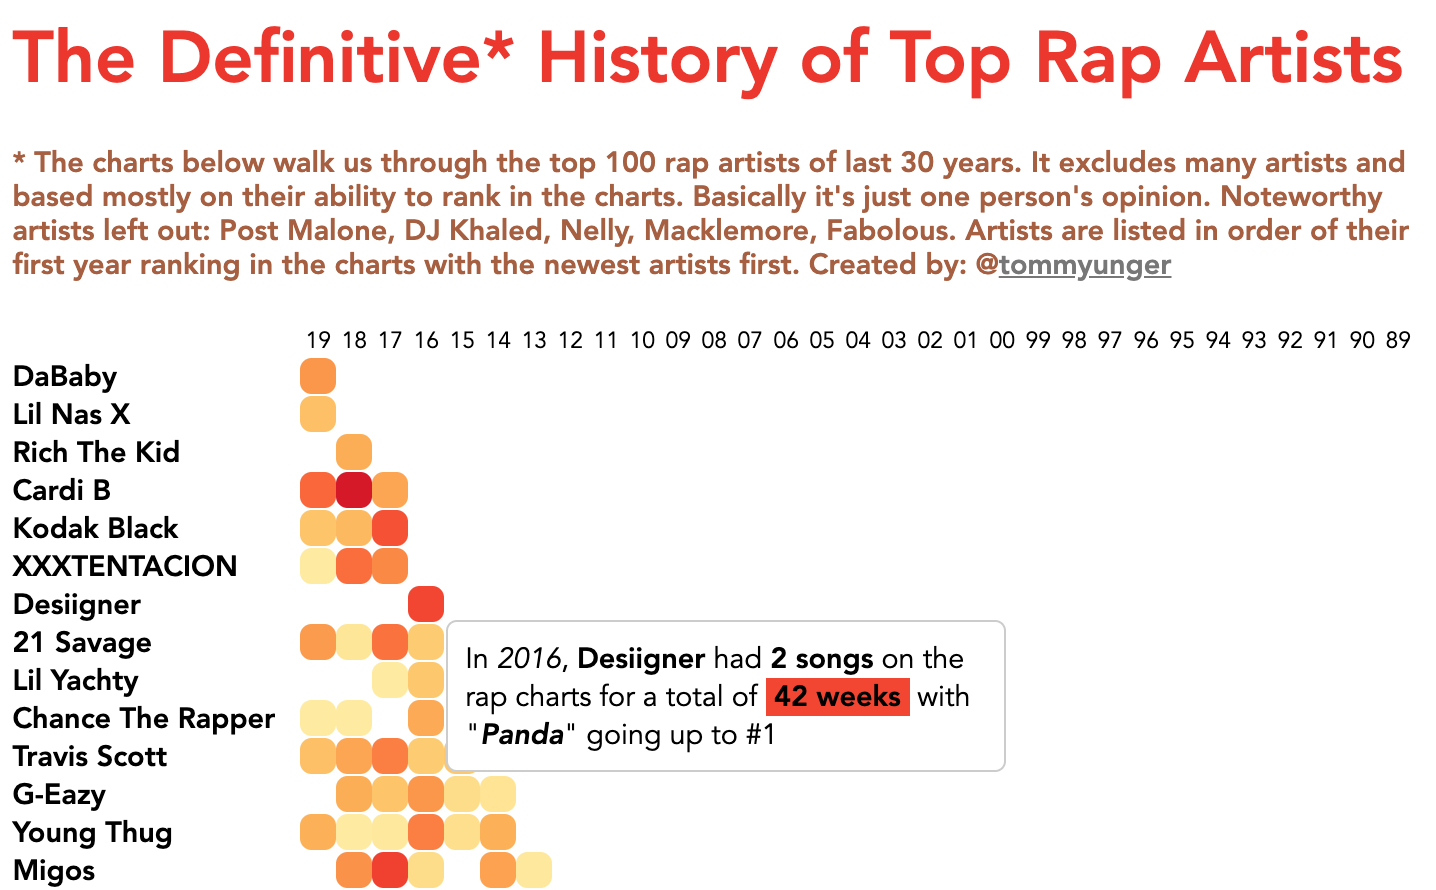 The Definitive* History of Top Rap Artists
* The charts below walk us through the top 100 rap artists of last 30 years. It excludes many artists and
based mostly on their ability to rank in the charts. Basically it's just one person's opinion. Noteworthy
artists left out: Post Malone, DJ Khaled, Nelly, Macklemore, Fabolous. Artists are listed in order of their
first year ranking in the charts with the newest artists first. Created by: @tommyunger
19 18 17 16 15 14 13 12 11 10 09 08 07 06 05 04 03 02 01 00 99 98 97 96 95 94 93 92 91 90 89
DaBaby
Lil Nas X
Rich The Kid
Cardi B
Kodak Black
XXXTENTACION
Desiigner
21 Savage
Lil Yachty
Chance The Rapper
Travis Scott
G-Eazy
Young Thug
Migos
In 2016, Desiigner had 2 songs on the
rap charts for a total of 42 weeks with
"Panda" going up to #1